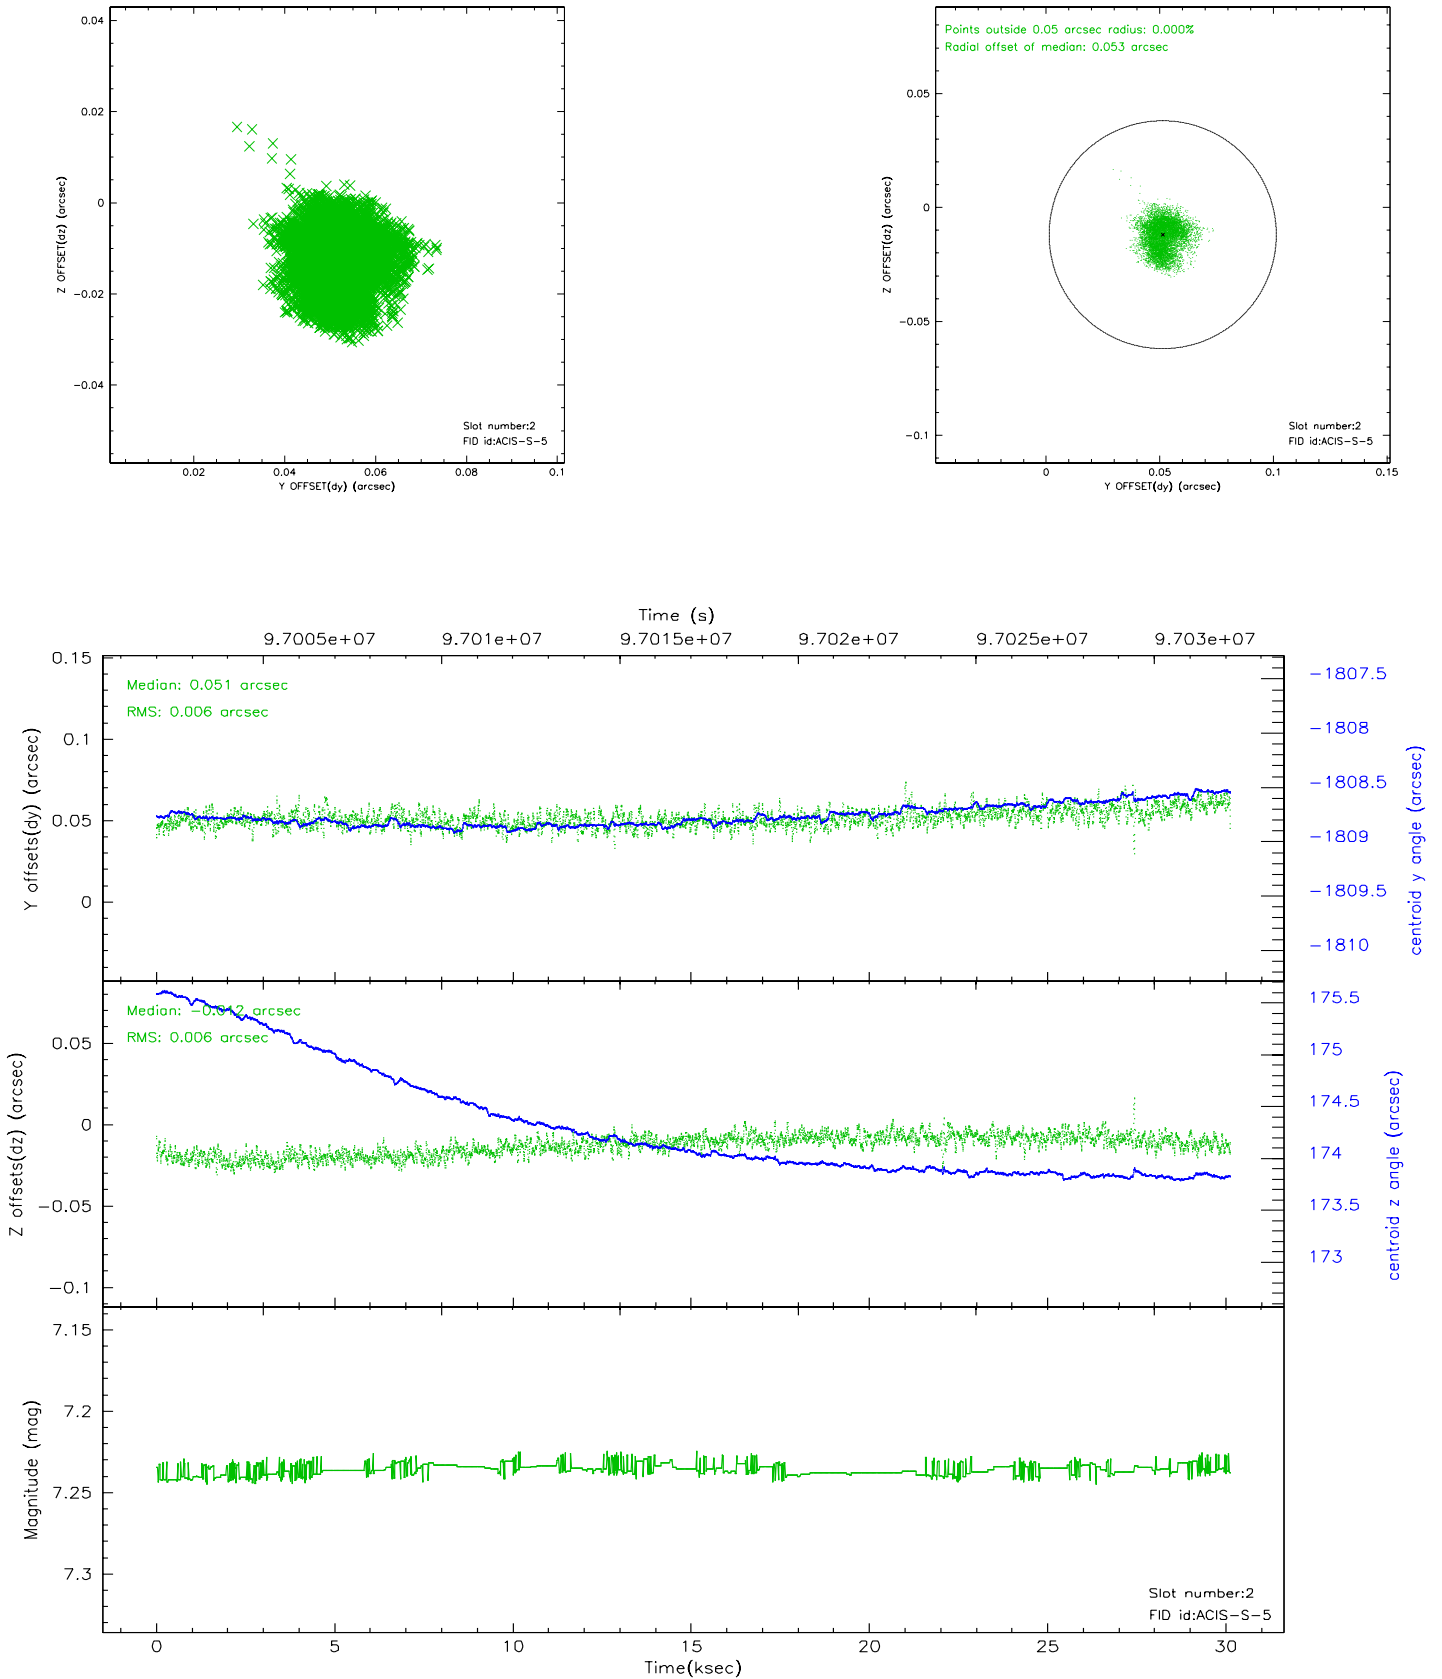 0.04
0.02
0
−0.02
−0.04
Z OFFSET(dz) (arcsec)
Slot number:2
FID id:ACIS−S−5
0.02 0.04 0.06 0.08 0.1
Y OFFSET(dy) (arcsec)
Points outside 0.05 arcsec radius: 0.000%
Radial offset of median: 0.053 arcsec
0.05
0
−0.05
−0.1
Z OFFSET(dz) (arcsec)
Slot number:2
FID id:ACIS−S−5
0 0.05 0.1 0.15
Y OFFSET(dy) (arcsec)
Time (s)
9.7005e+07 9.701e+07 9.7015e+07 9.702e+07 9.7025e+07 9.703e+07
Median: 0.051 arcsec
RMS: 0.006 arcsec
0.15
0.1
0.05
0
Y offsets(dy) (arcsec)
−1807.5
−1808
−1808.5
−1809
−1809.5
−1810
centroid y angle (arcsec)
Median: −0.012 arcsec
RMS: 0.006 arcsec
0.05
0
−0.05
−0.1
Z offsets(dz) (arcsec)
175.5
175
174.5
174
173.5
173
centroid z angle (arcsec)
7.15
7.2
7.25
7.3
Magnitude (mag)
Slot number:2
FID id:ACIS−S−5
0 5 10 15 20 25 30
Time(ksec)